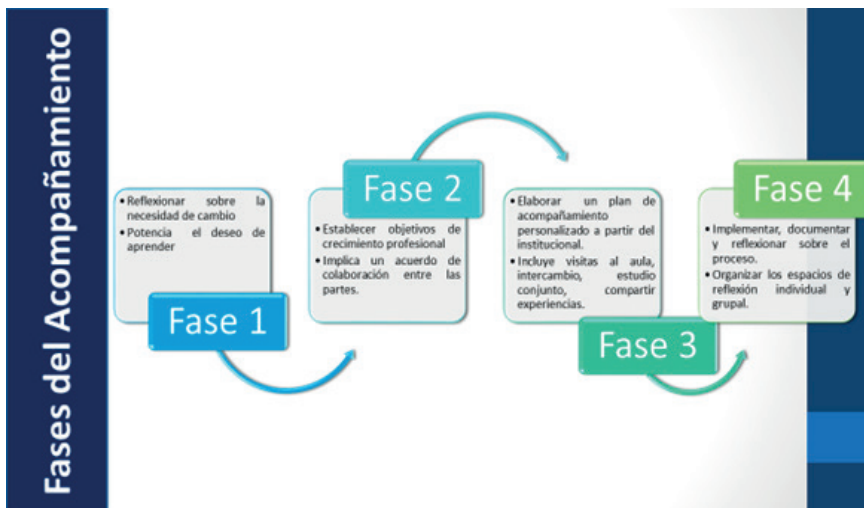 Fases del Acompañamiento
• Reflexionar sobre la
necesidad de cambio
• Potencia el deseo de
aprender
Fase 1
Fase 2
• Establecer objetivos de
crecimiento profesional
• Implica un acuerdo de
colaboración entre las
partes.
• Elaborar un plan de
acompañamiento
personalizado a partir del
institucional.
• Incluye visitas al aula,
intercambio, estudio
conjunto, compartir
experiencias.
Fase 3
Fase 4
• Implementar, documentar
y reflexionar sobre el
proceso.
• Organizar los espacios de
reflexión individual y
grupal.